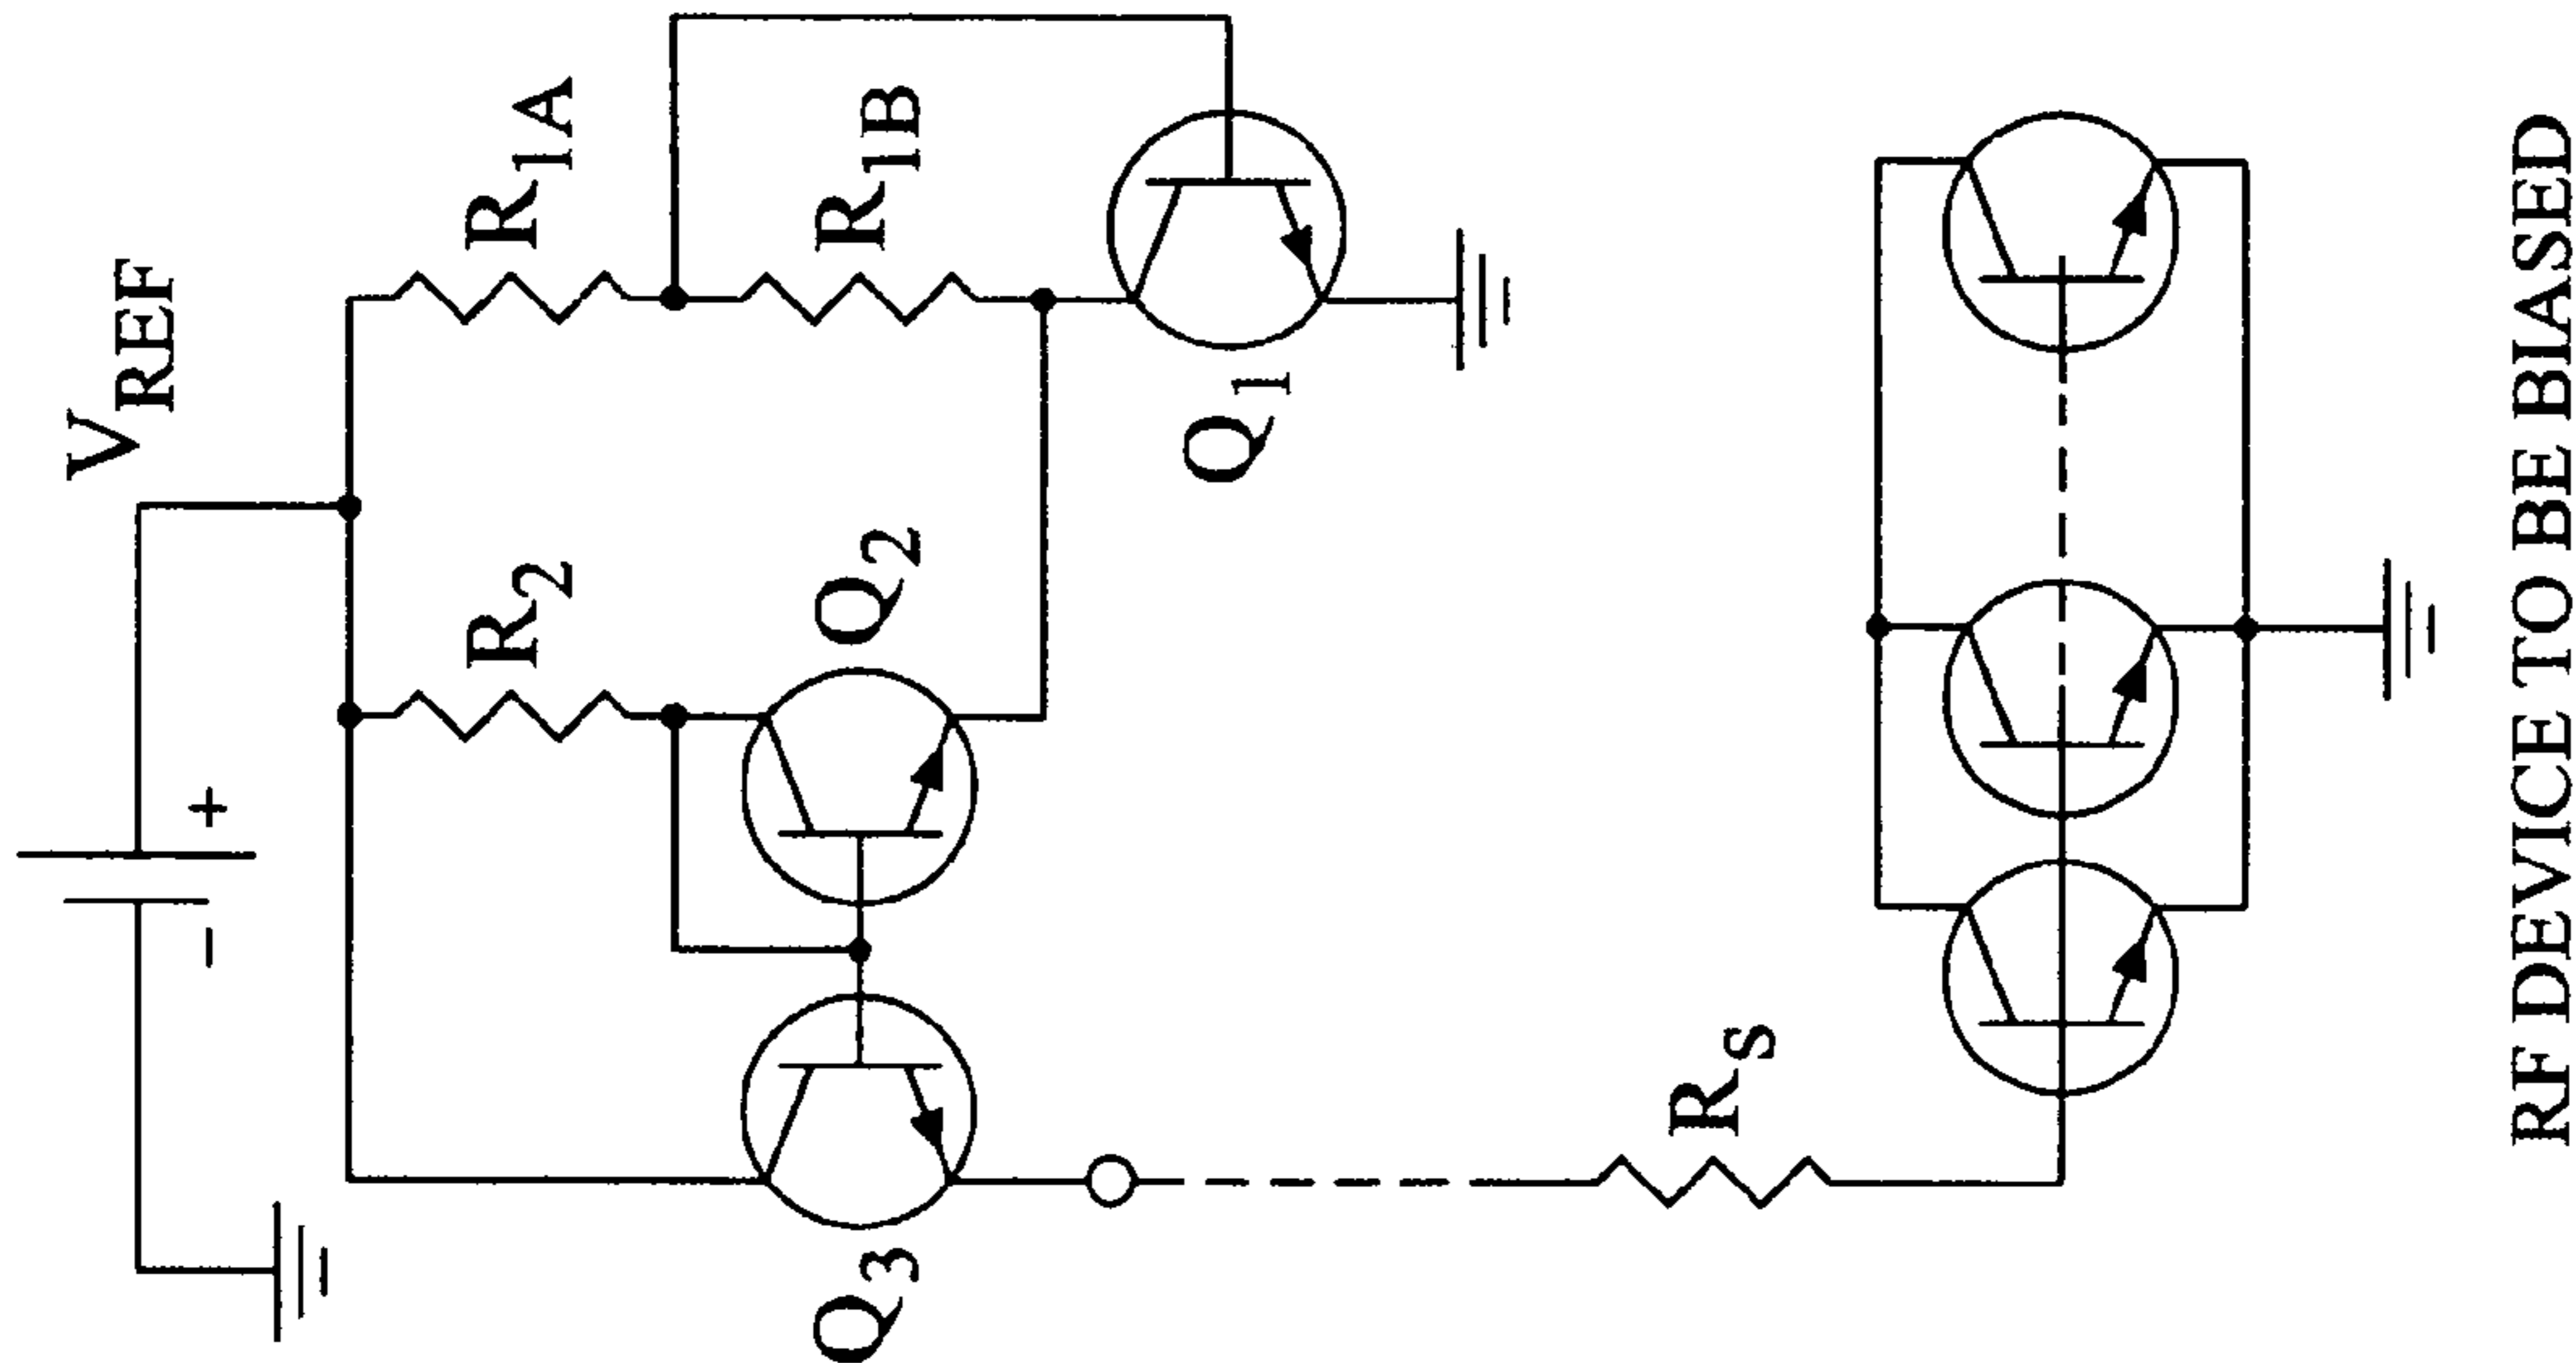 V_REF
+
−
R_1A
R_2
R_1B
Q_2
Q_3
Q_1
R_S
RF DEVICE TO BE BIASED